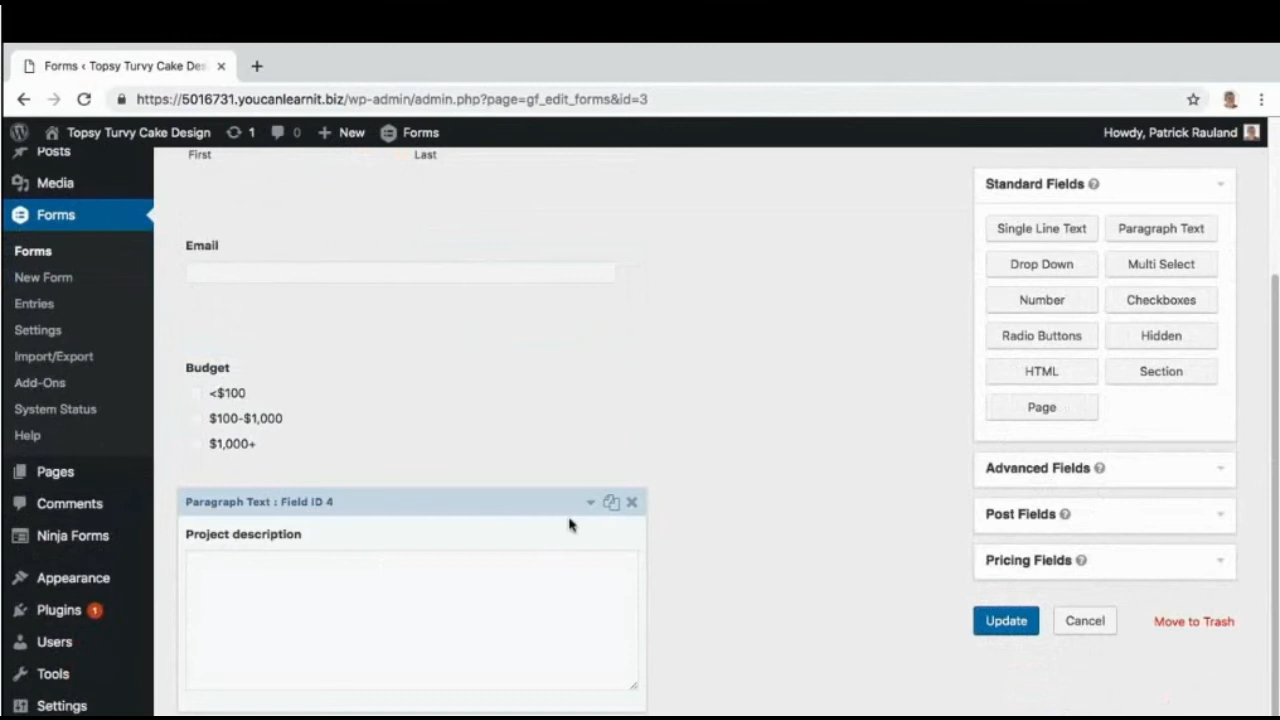 Forms ‹ Topsy Turvy Cake Des
https://5016731.youcanlearnit.biz/wp-admin/admin.php?page=gf_edit_forms&id=3
Topsy Turvy Cake Design 1 0 New Forms Howdy, Patrick Rauland
Posts
Media
Forms
Forms
New Form
Entries
Settings
Import/Export
Add-Ons
System Status
Help
Pages
Comments
Ninja Forms
Appearance
Plugins 1
Users
Tools
Settings
First Last
Email
Budget
<$100
$100-$1,000
$1,000+
Paragraph Text : Field ID 4
Project description
Standard Fields
Single Line Text Paragraph Text
Drop Down Multi Select
Number Checkboxes
Radio Buttons Hidden
HTML Section
Page
Advanced Fields
Post Fields
Pricing Fields
Update Cancel Move to Trash